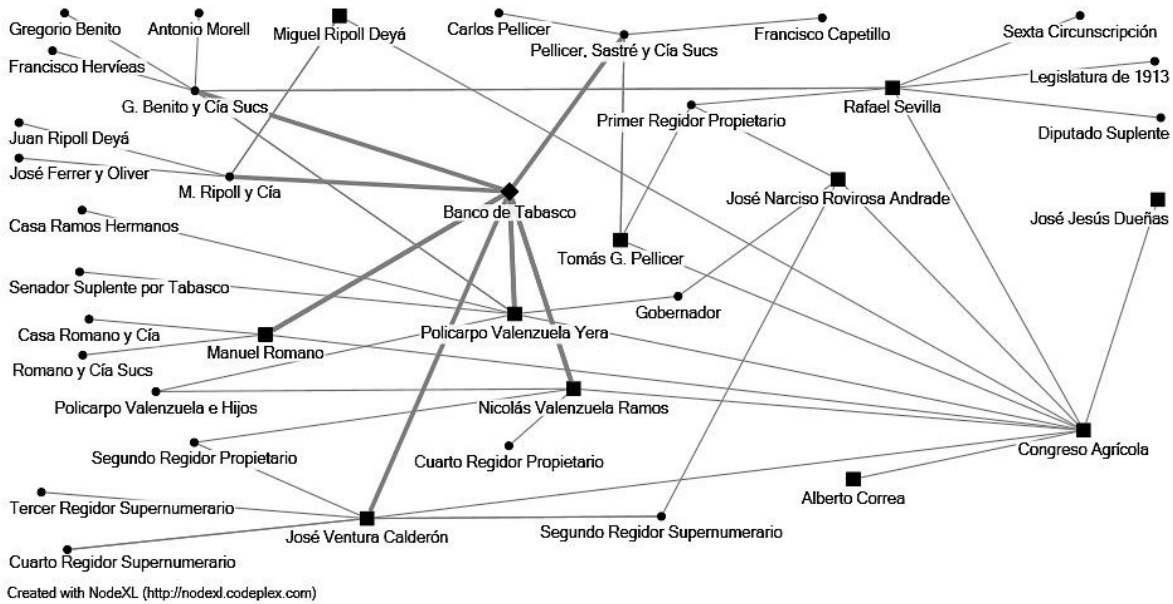 Gregorio Benito
Antonio Morell
Miguel Ripoll Deyá
Carlos Pellicer
Pellicer, Sastré y Cía Sucs
Francisco Capetillo
Sexta Circunscripción
Francisco Hervíeas
Legislatura de 1913
G. Benito y Cía Sucs
Rafael Sevilla
Primer Regidor Propietario
Diputado Suplente
Juan Ripoll Deyá
José Ferrer y Oliver
M. Ripoll y Cía
Banco de Tabasco
José Narciso Rovirosa Andrade
José Jesús Dueñas
Casa Ramos Hermanos
Tomás G. Pellicer
Senador Suplente por Tabasco
Gobernador
Casa Romano y Cía
Policarpo Valenzuela Yera
Manuel Romano
Romano y Cía Sucs
Policarpo Valenzuela e Hijos
Nicolás Valenzuela Ramos
Segundo Regidor Propietario
Cuarto Regidor Propietario
Congreso Agrícola
Alberto Correa
Tercer Regidor Supernumerario
José Ventura Calderón
Segundo Regidor Supernumerario
Cuarto Regidor Supernumerario
Created with NodeXL (http://nodexl.codeplex.com)